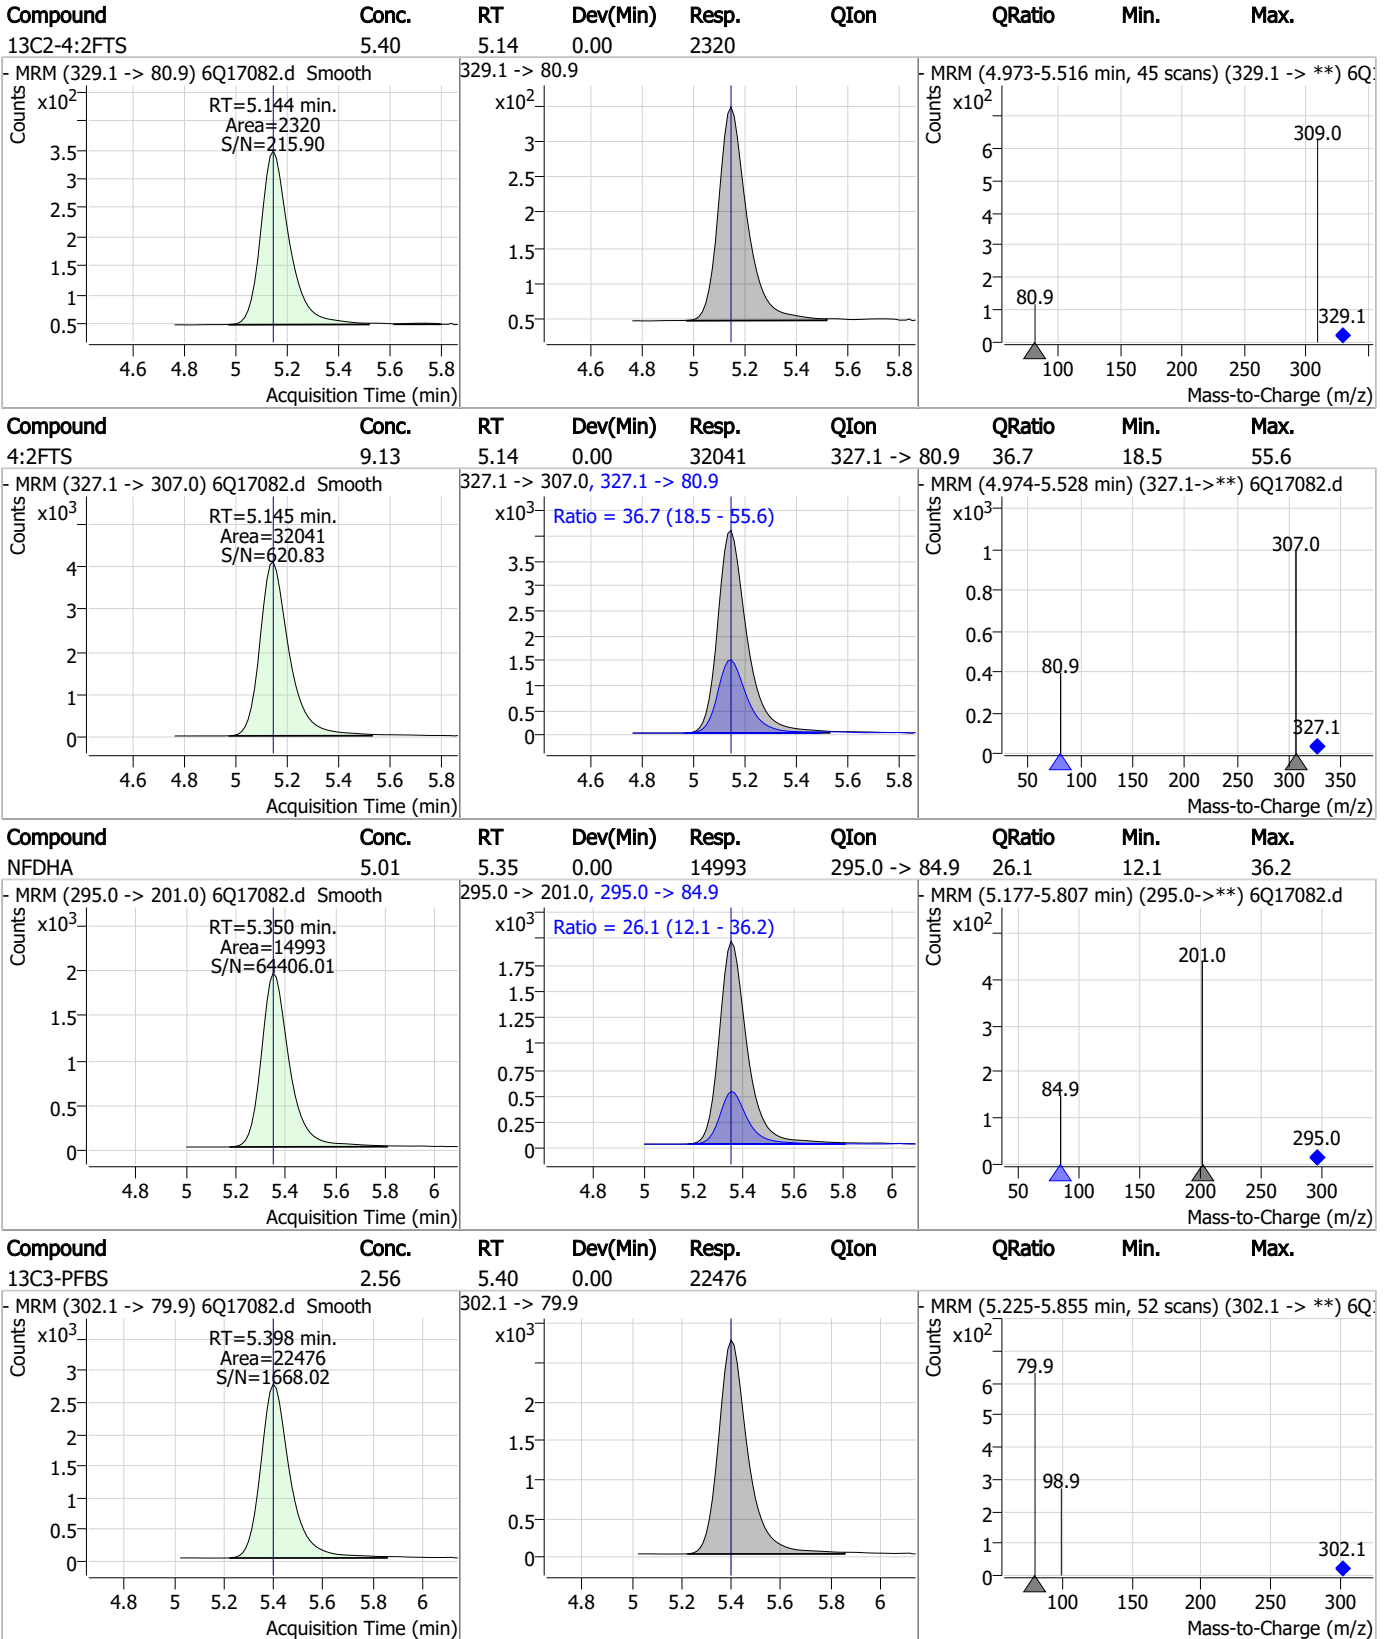 Compound Conc. RT Dev(Min) Resp. QIon QRatio Min. Max.
13C2-4:2FTS 5.40 5.14 0.00 2320
- MRM (329.1 -> 80.9) 6Q17082.d Smooth
Counts
x10²
RT=5.144 min.
Area=2320
S/N=215.90
3.5
3
2.5
2
1.5
1
0.5
4.6 4.8 5 5.2 5.4 5.6 5.8
Acquisition Time (min)
329.1 -> 80.9
x10²
3
2.5
2
1.5
1
0.5
4.6 4.8 5 5.2 5.4 5.6 5.8
- MRM (4.973-5.516 min, 45 scans) (329.1 -> **) 6Q1
Counts
x10²
6
5
4
3
2
1
0
309.0
80.9
329.1
100 150 200 250 300
Mass-to-Charge (m/z)
Compound Conc. RT Dev(Min) Resp. QIon QRatio Min. Max.
4:2FTS 9.13 5.14 0.00 32041 327.1 -> 80.9 36.7 18.5 55.6
- MRM (327.1 -> 307.0) 6Q17082.d Smooth
Counts
x10³
RT=5.145 min.
Area=32041
S/N=620.83
4
3
2
1
0
4.6 4.8 5 5.2 5.4 5.6 5.8
Acquisition Time (min)
327.1 -> 307.0, 327.1 -> 80.9
x10³
Ratio = 36.7 (18.5 - 55.6)
3.5
3
2.5
2
1.5
1
0.5
0
4.6 4.8 5 5.2 5.4 5.6 5.8
- MRM (4.974-5.528 min) (327.1->**) 6Q17082.d
Counts
x10³
1
0.8
0.6
0.4
0.2
0
307.0
80.9
327.1
50 100 150 200 250 300 350
Mass-to-Charge (m/z)
Compound Conc. RT Dev(Min) Resp. QIon QRatio Min. Max.
NFDHA 5.01 5.35 0.00 14993 295.0 -> 84.9 26.1 12.1 36.2
- MRM (295.0 -> 201.0) 6Q17082.d Smooth
Counts
x10³
RT=5.350 min.
Area=14993
S/N=64406.01
2
1.5
1
0.5
0
4.8 5 5.2 5.4 5.6 5.8 6
Acquisition Time (min)
295.0 -> 201.0, 295.0 -> 84.9
x10³
Ratio = 26.1 (12.1 - 36.2)
1.75
1.5
1.25
1
0.75
0.5
0.25
0
4.8 5 5.2 5.4 5.6 5.8 6
- MRM (5.177-5.807 min) (295.0->**) 6Q17082.d
Counts
x10²
4
3
2
1
0
201.0
84.9
295.0
50 100 150 200 250 300
Mass-to-Charge (m/z)
Compound Conc. RT Dev(Min) Resp. QIon QRatio Min. Max.
13C3-PFBS 2.56 5.40 0.00 22476
- MRM (302.1 -> 79.9) 6Q17082.d Smooth
Counts
x10³
RT=5.398 min.
Area=22476
S/N=1668.02
3
2.5
2
1.5
1
0.5
0
4.8 5 5.2 5.4 5.6 5.8 6
Acquisition Time (min)
302.1 -> 79.9
x10³
2
1.5
1
0.5
0
4.8 5 5.2 5.4 5.6 5.8 6
- MRM (5.225-5.855 min, 52 scans) (302.1 -> **) 6Q1
Counts
x10²
6
5
4
3
2
1
0
79.9
98.9
302.1
100 150 200 250 300
Mass-to-Charge (m/z)